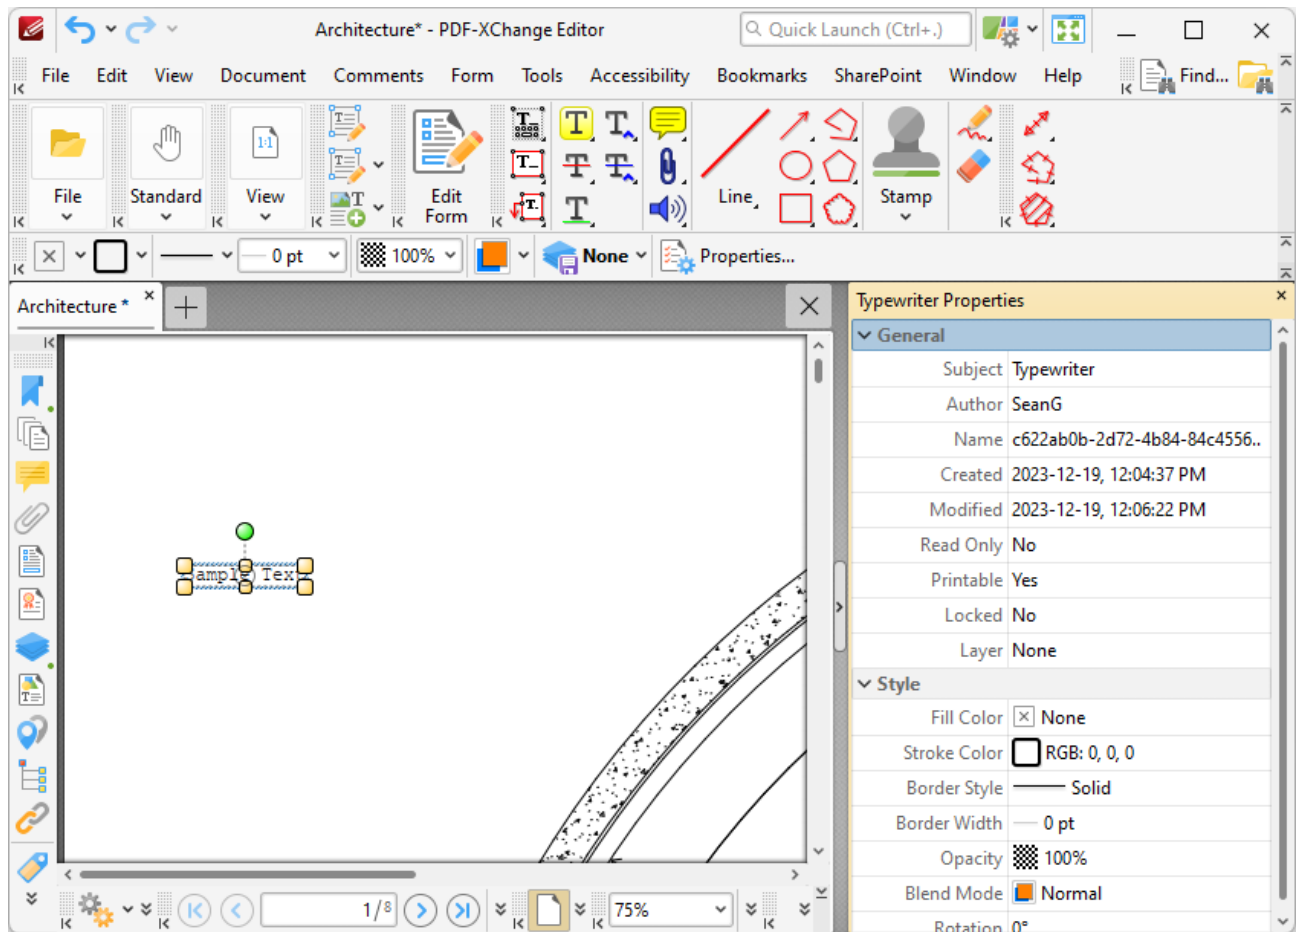 Architecture* - PDF-XChange Editor
Quick Launch (Ctrl+.)
File Edit View Document Comments Form Tools Accessibility Bookmarks SharePoint Window Help Find...
File Standard View Edit Form Line Stamp
0 pt 100% None Properties...
Architecture *
Typewriter Properties
General
Subject Typewriter
Author SeanG
Name c622ab0b-2d72-4b84-84c4556..
Created 2023-12-19, 12:04:37 PM
Modified 2023-12-19, 12:06:22 PM
Read Only No
Printable Yes
Locked No
Layer None
Style
Fill Color None
Stroke Color RGB: 0, 0, 0
Border Style Solid
Border Width 0 pt
Opacity 100%
Blend Mode Normal
Rotation 0°
Sample Text
1/8
75%